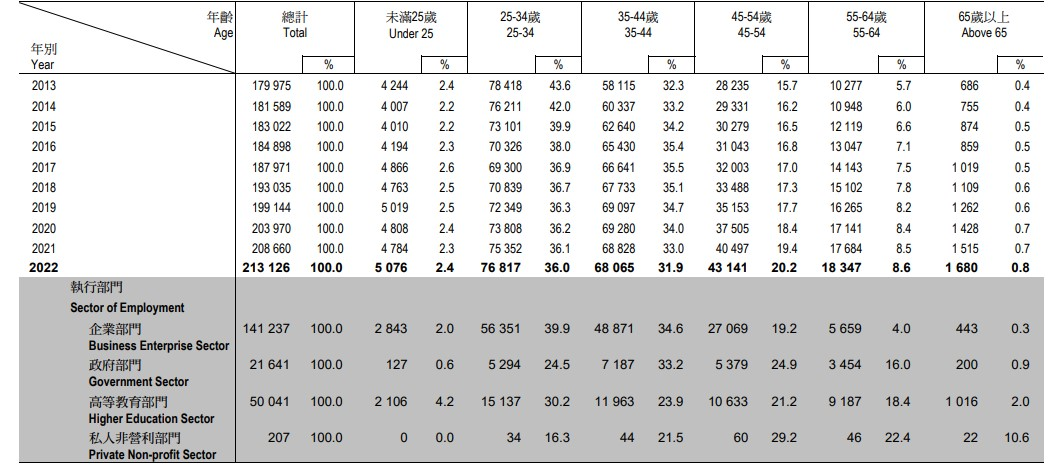 年齡 總計 未滿25歲 25-34歲 35-44歲 45-54歲 55-64歲 65歲以上
Age Total Under 25 25-34 35-44 45-54 55-64 Above 65
年別
Year % % % % % % %
2013 179 975 100.0 4 244 2.4 78 418 43.6 58 115 32.3 28 235 15.7 10 277 5.7 686 0.4
2014 181 589 100.0 4 007 2.2 76 211 42.0 60 337 33.2 29 331 16.2 10 948 6.0 755 0.4
2015 183 022 100.0 4 010 2.2 73 101 39.9 62 640 34.2 30 279 16.5 12 119 6.6 874 0.5
2016 184 898 100.0 4 194 2.3 70 326 38.0 65 430 35.4 31 043 16.8 13 047 7.1 859 0.5
2017 187 971 100.0 4 866 2.6 69 300 36.9 66 641 35.5 32 003 17.0 14 143 7.5 1 019 0.5
2018 193 035 100.0 4 763 2.5 70 839 36.7 67 733 35.1 33 488 17.3 15 102 7.8 1 109 0.6
2019 199 144 100.0 5 019 2.5 72 349 36.3 69 097 34.7 35 153 17.7 16 265 8.2 1 262 0.6
2020 203 970 100.0 4 808 2.4 73 808 36.2 69 280 34.0 37 505 18.4 17 141 8.4 1 428 0.7
2021 208 660 100.0 4 784 2.3 75 352 36.1 68 828 33.0 40 497 19.4 17 684 8.5 1 515 0.7
2022 213 126 100.0 5 076 2.4 76 817 36.0 68 065 31.9 43 141 20.2 18 347 8.6 1 680 0.8
執行部門
Sector of Employment
企業部門 141 237 100.0 2 843 2.0 56 351 39.9 48 871 34.6 27 069 19.2 5 659 4.0 443 0.3
Business Enterprise Sector
政府部門 21 641 100.0 127 0.6 5 294 24.5 7 187 33.2 5 379 24.9 3 454 16.0 200 0.9
Government Sector
高等教育部門 50 041 100.0 2 106 4.2 15 137 30.2 11 963 23.9 10 633 21.2 9 187 18.4 1 016 2.0
Higher Education Sector
私人非營利部門 207 100.0 0 0.0 34 16.3 44 21.5 60 29.2 46 22.4 22 10.6
Private Non-profit Sector